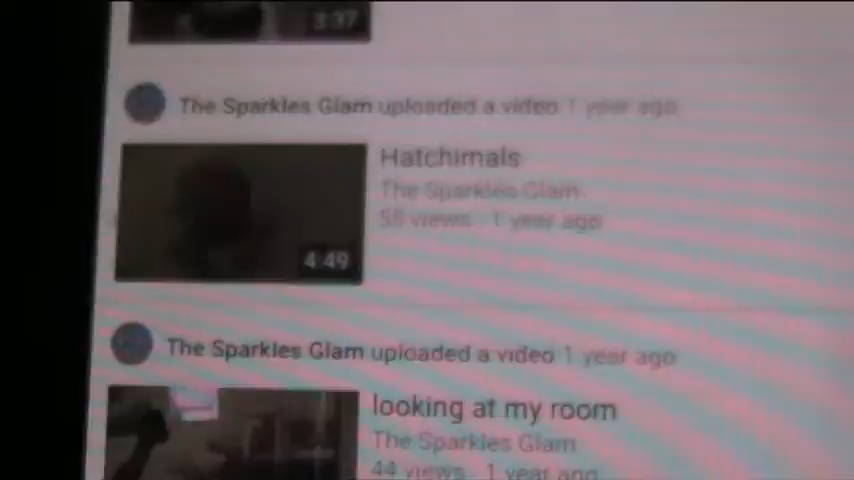 3:37
The Sparkles Glam uploaded a video 1 year ago
Hatchimals
The Sparkles Glam
58 views · 1 year ago
4:49
The Sparkles Glam uploaded a video 1 year ago
looking at my room
The Sparkles Glam
44 views · 1 year ago